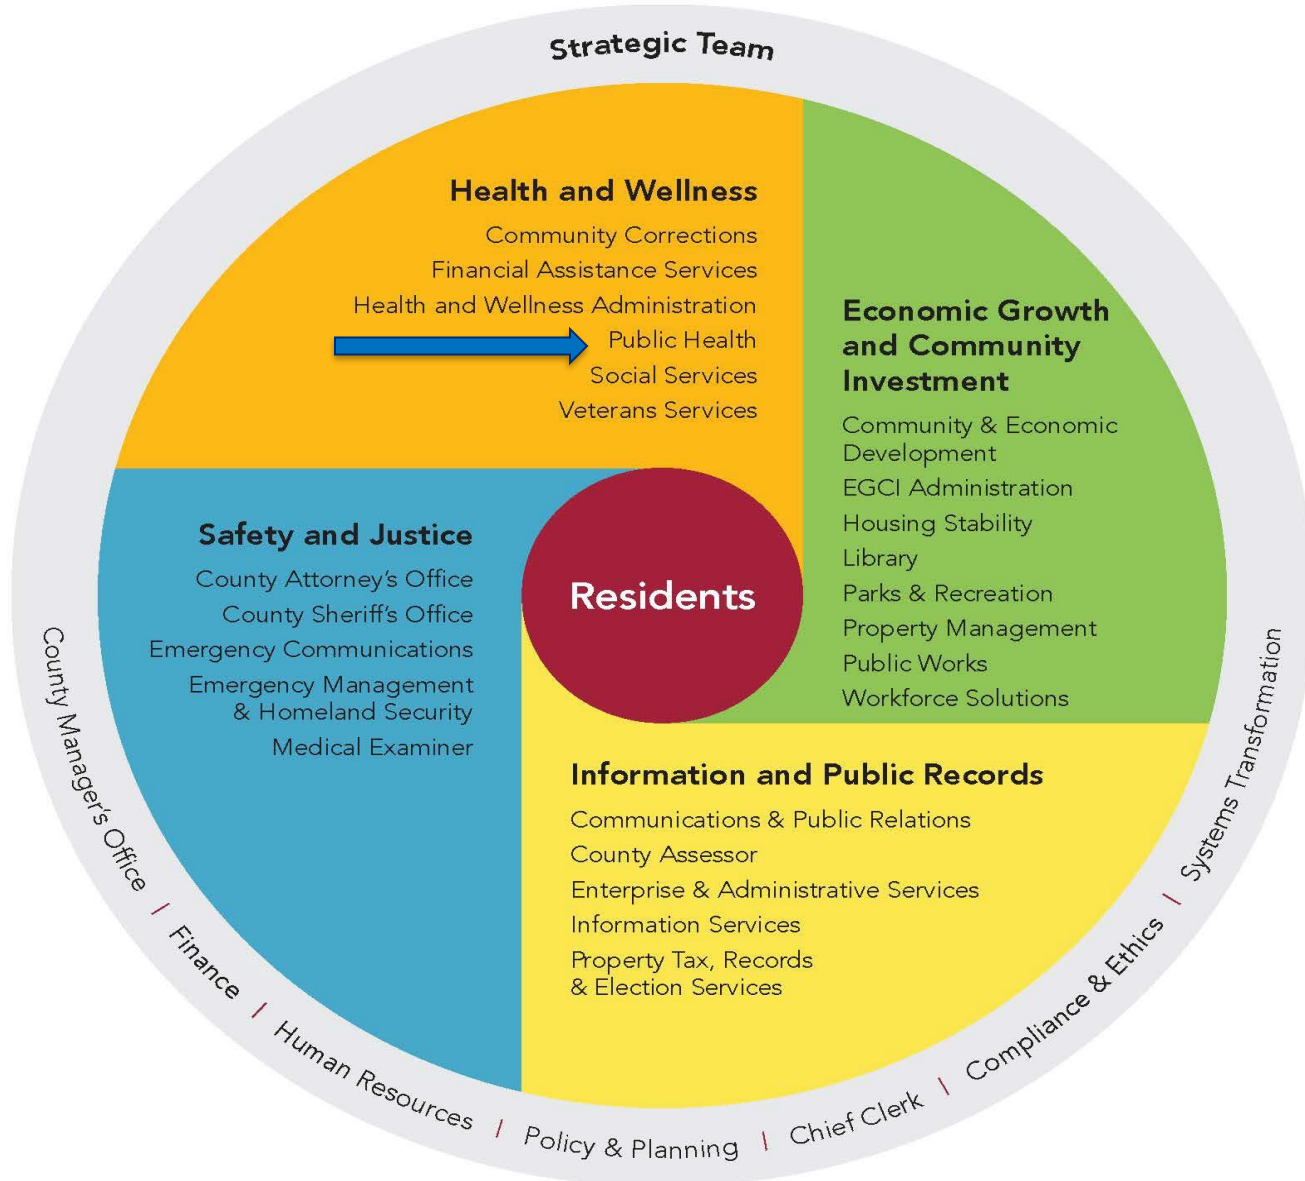 Strategic Team
Health and Wellness
Community Corrections
Financial Assistance Services
Health and Wellness Administration
Public Health
Social Services
Veterans Services
Economic Growth
and Community
Investment
Community & Economic
Development
EGCI Administration
Housing Stability
Library
Parks & Recreation
Property Management
Public Works
Workforce Solutions
Safety and Justice
County Attorney's Office
County Sheriff's Office
Emergency Communications
Emergency Management
& Homeland Security
Medical Examiner
Residents
Information and Public Records
Communications & Public Relations
County Assessor
Enterprise & Administrative Services
Information Services
Property Tax, Records
& Election Services
County Manager's Office | Finance | Human Resources | Policy & Planning | Chief Clerk | Compliance & Ethics | Systems Transformation